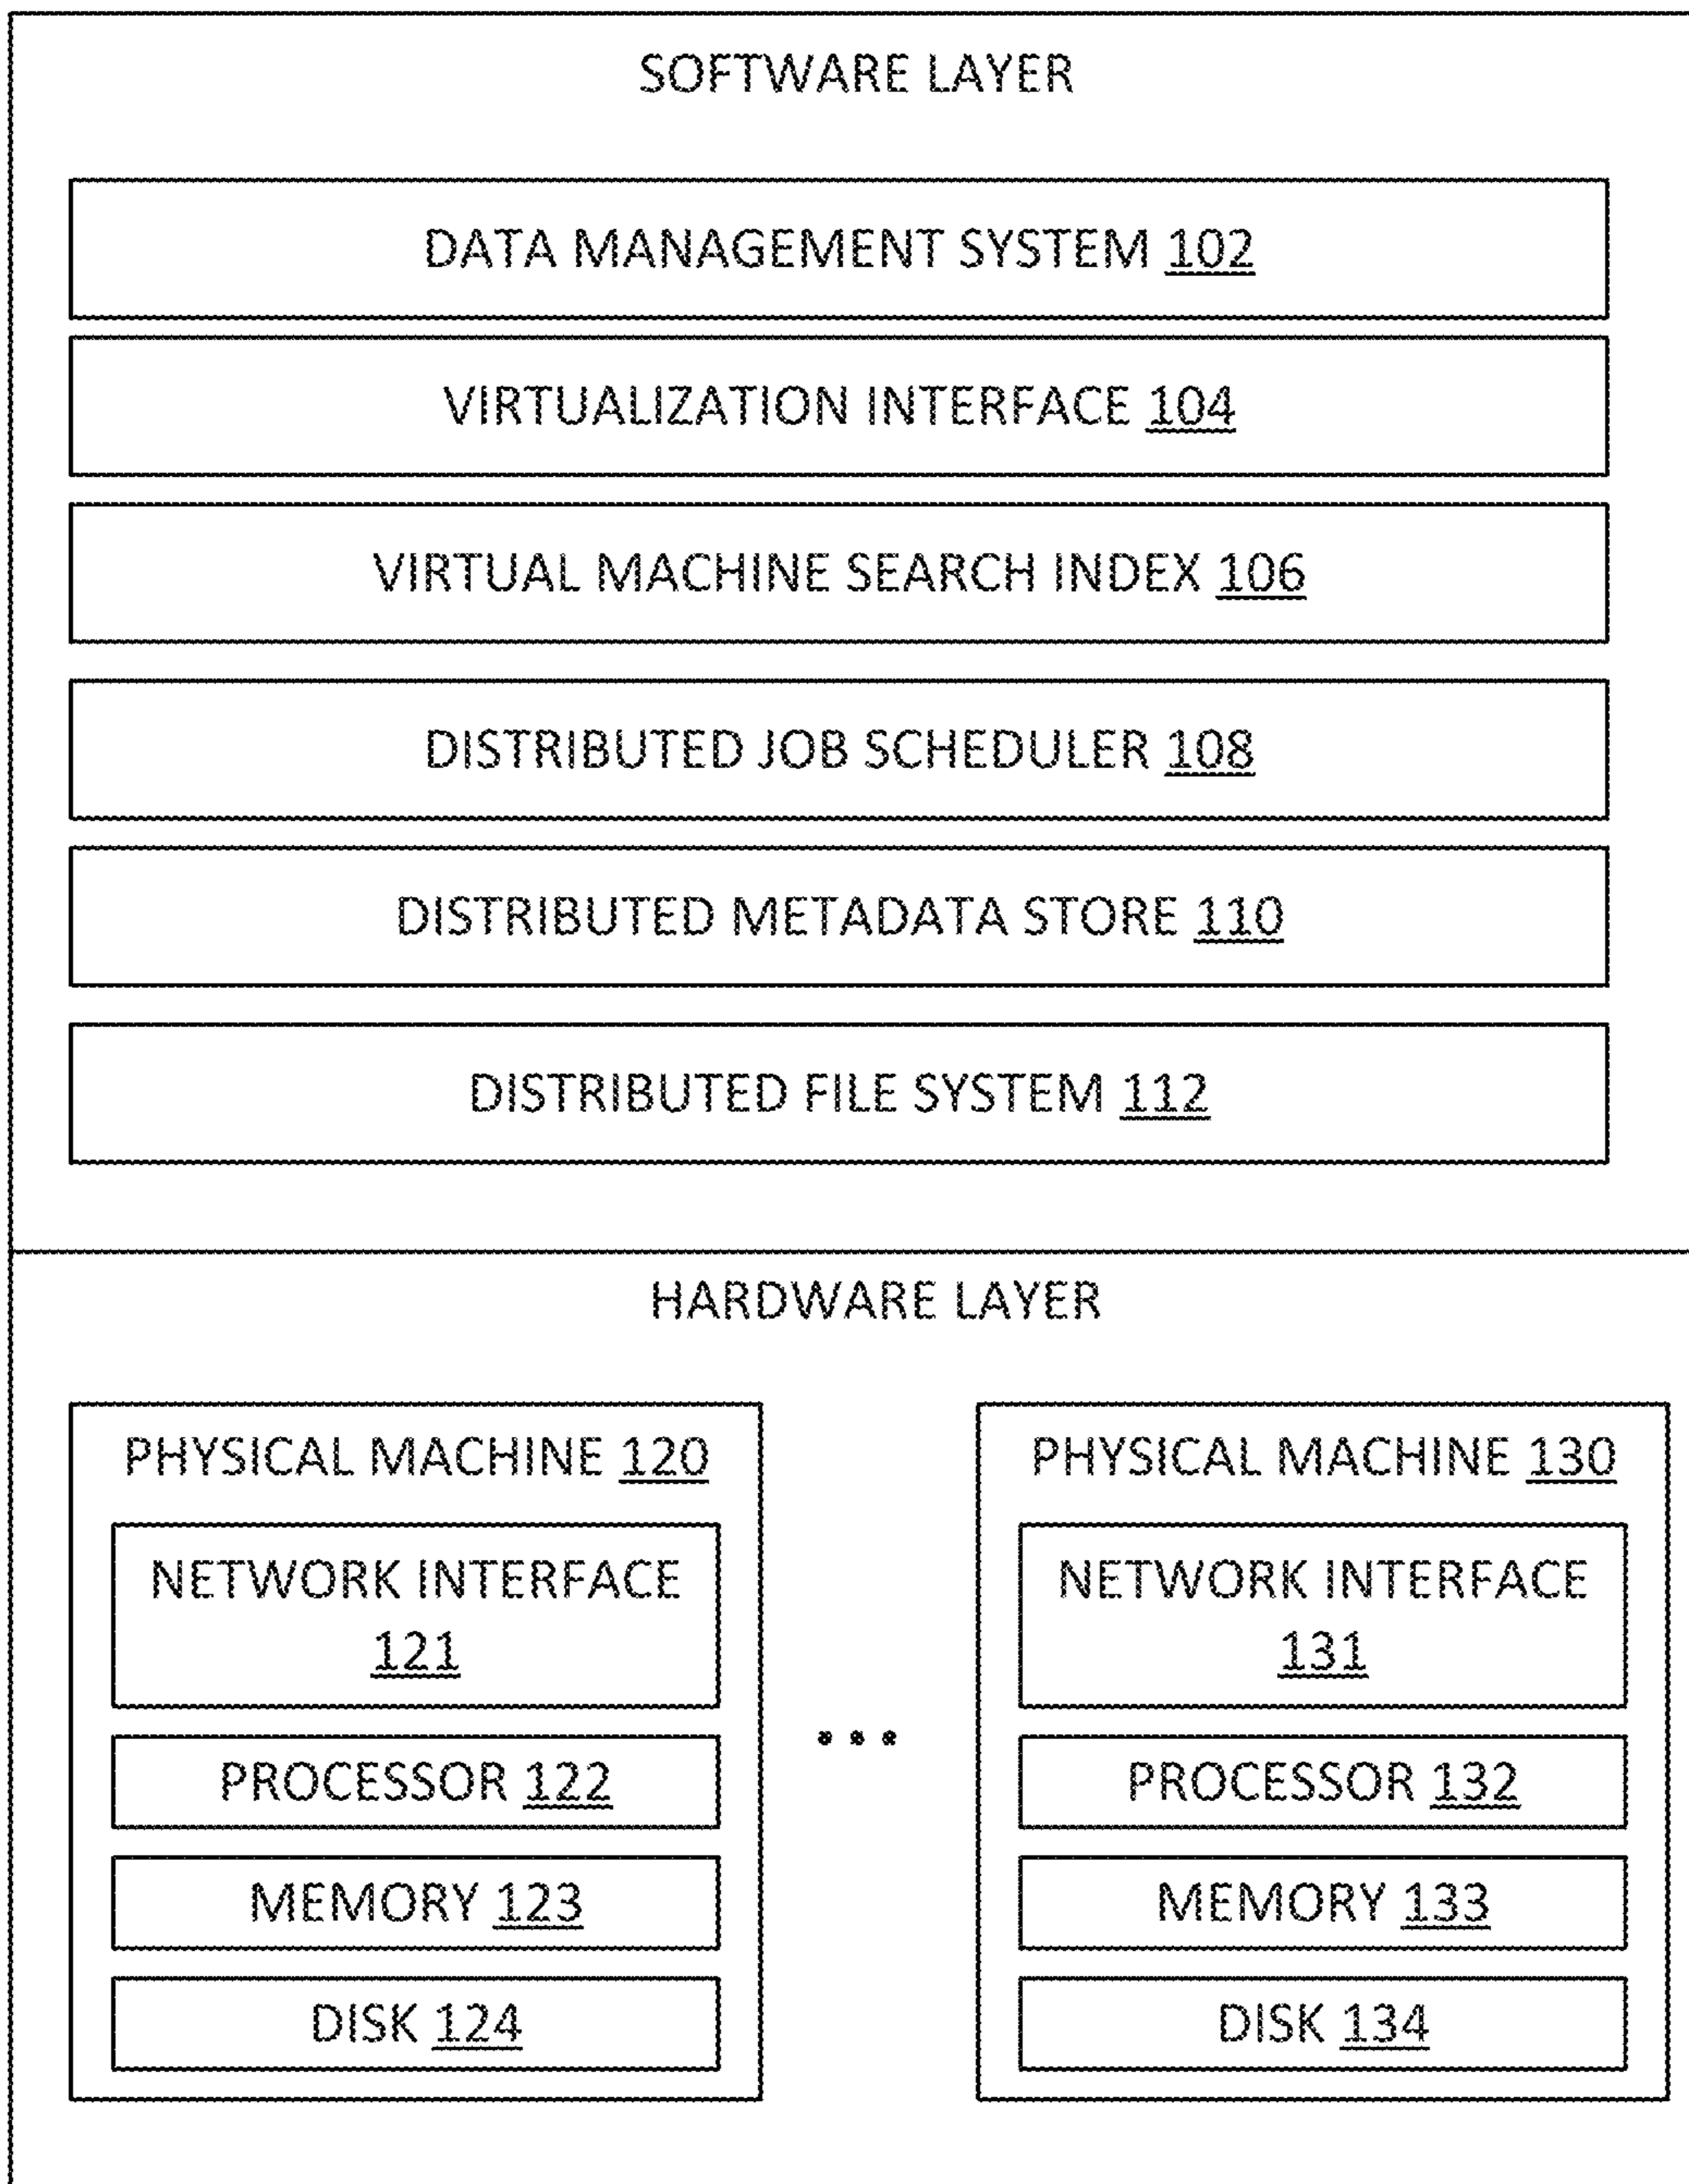 SOFTWARE LAYER
DATA MANAGEMENT SYSTEM 102
VIRTUALIZATION INTERFACE 104
VIRTUAL MACHINE SEARCH INDEX 106
DISTRIBUTED JOB SCHEDULER 108
DISTRIBUTED METADATA STORE 110
DISTRIBUTED FILE SYSTEM 112
HARDWARE LAYER
PHYSICAL MACHINE 120
NETWORK INTERFACE
121
PROCESSOR 122
MEMORY 123
DISK 124
...
PHYSICAL MACHINE 130
NETWORK INTERFACE
131
PROCESSOR 132
MEMORY 133
DISK 134